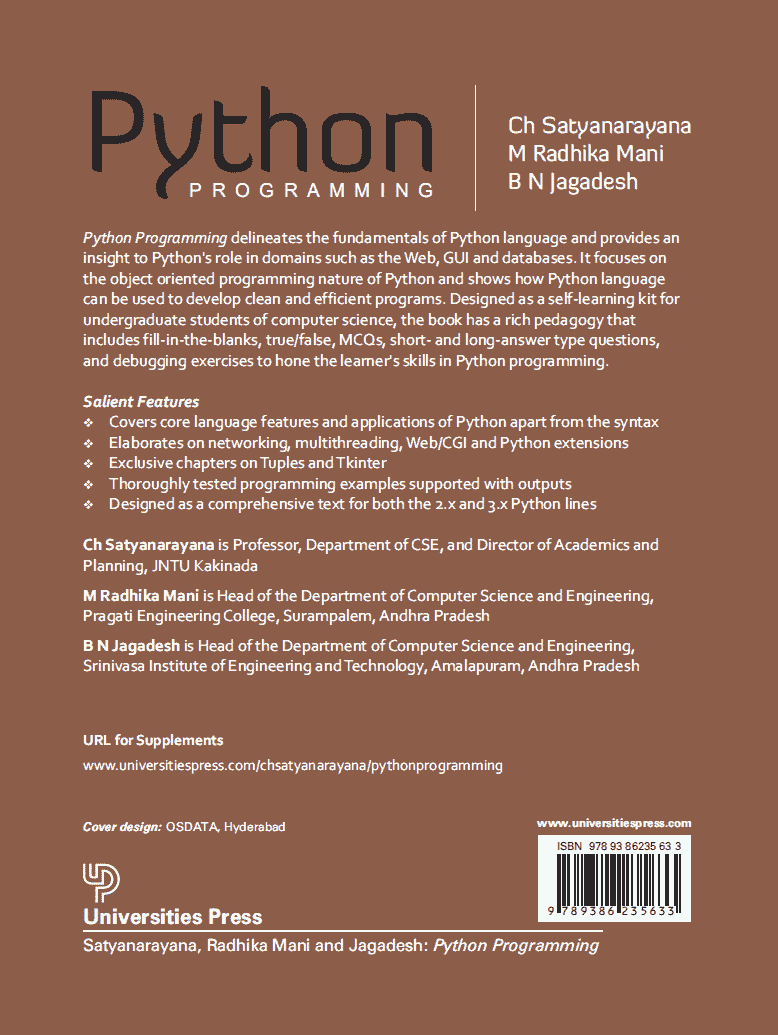 Python
PROGRAMMING
Ch Satyanarayana
M Radhika Mani
B N Jagadesh
Python Programming delineates the fundamentals of Python language and provides an
insight to Python's role in domains such as the Web, GUI and databases. It focuses on
the object oriented programming nature of Python and shows how Python language
can be used to develop clean and efficient programs. Designed as a self-learning kit for
undergraduate students of computer science, the book has a rich pedagogy that
includes fill-in-the-blanks, true/false, MCQs, short- and long-answer type questions,
and debugging exercises to hone the learner's skills in Python programming.
Salient Features
❖ Covers core language features and applications of Python apart from the syntax
❖ Elaborates on networking, multithreading, Web/CGI and Python extensions
❖ Exclusive chapters on Tuples and Tkinter
❖ Thoroughly tested programming examples supported with outputs
❖ Designed as a comprehensive text for both the 2.x and 3.x Python lines
Ch Satyanarayana is Professor, Department of CSE, and Director of Academics and
Planning, JNTU Kakinada
M Radhika Mani is Head of the Department of Computer Science and Engineering,
Pragati Engineering College, Surampalem, Andhra Pradesh
B N Jagadesh is Head of the Department of Computer Science and Engineering,
Srinivasa Institute of Engineering and Technology, Amalapuram, Andhra Pradesh
URL for Supplements
www.universitiespress.com/chsatyanarayana/pythonprogramming
Cover design: OSDATA, Hyderabad
www.universitiespress.com
ISBN 978 93 86235 63 3
9 789386 235633
Universities Press
Satyanarayana, Radhika Mani and Jagadesh: Python Programming